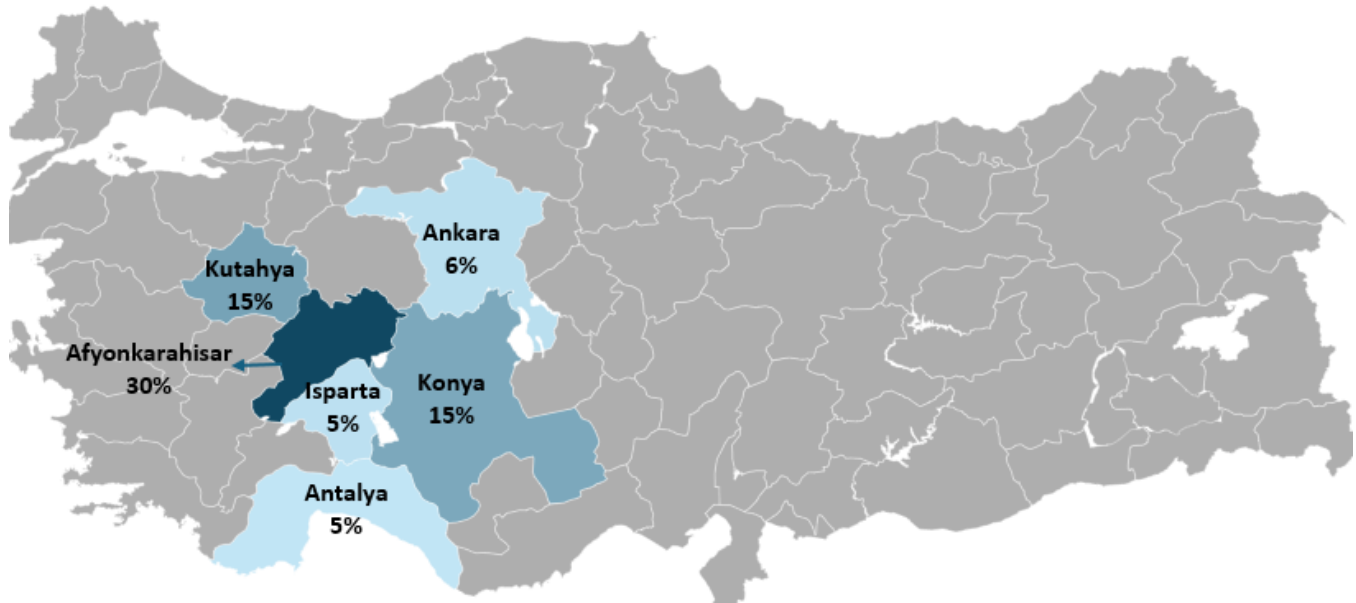 Ankara
6%
Kutahya
15%
Afyonkarahisar
30%
Isparta
5%
Konya
15%
Antalya
5%